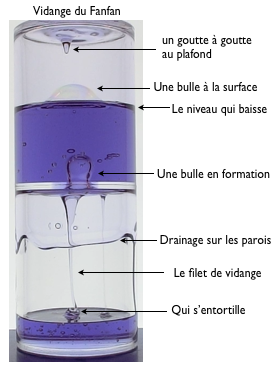 Vidange du Fanfan
un goutte à goutte
au plafond
Une bulle à la surface
Le niveau qui baisse
Une bulle en formation
Drainage sur les parois
Le filet de vidange
Qui s'entortille